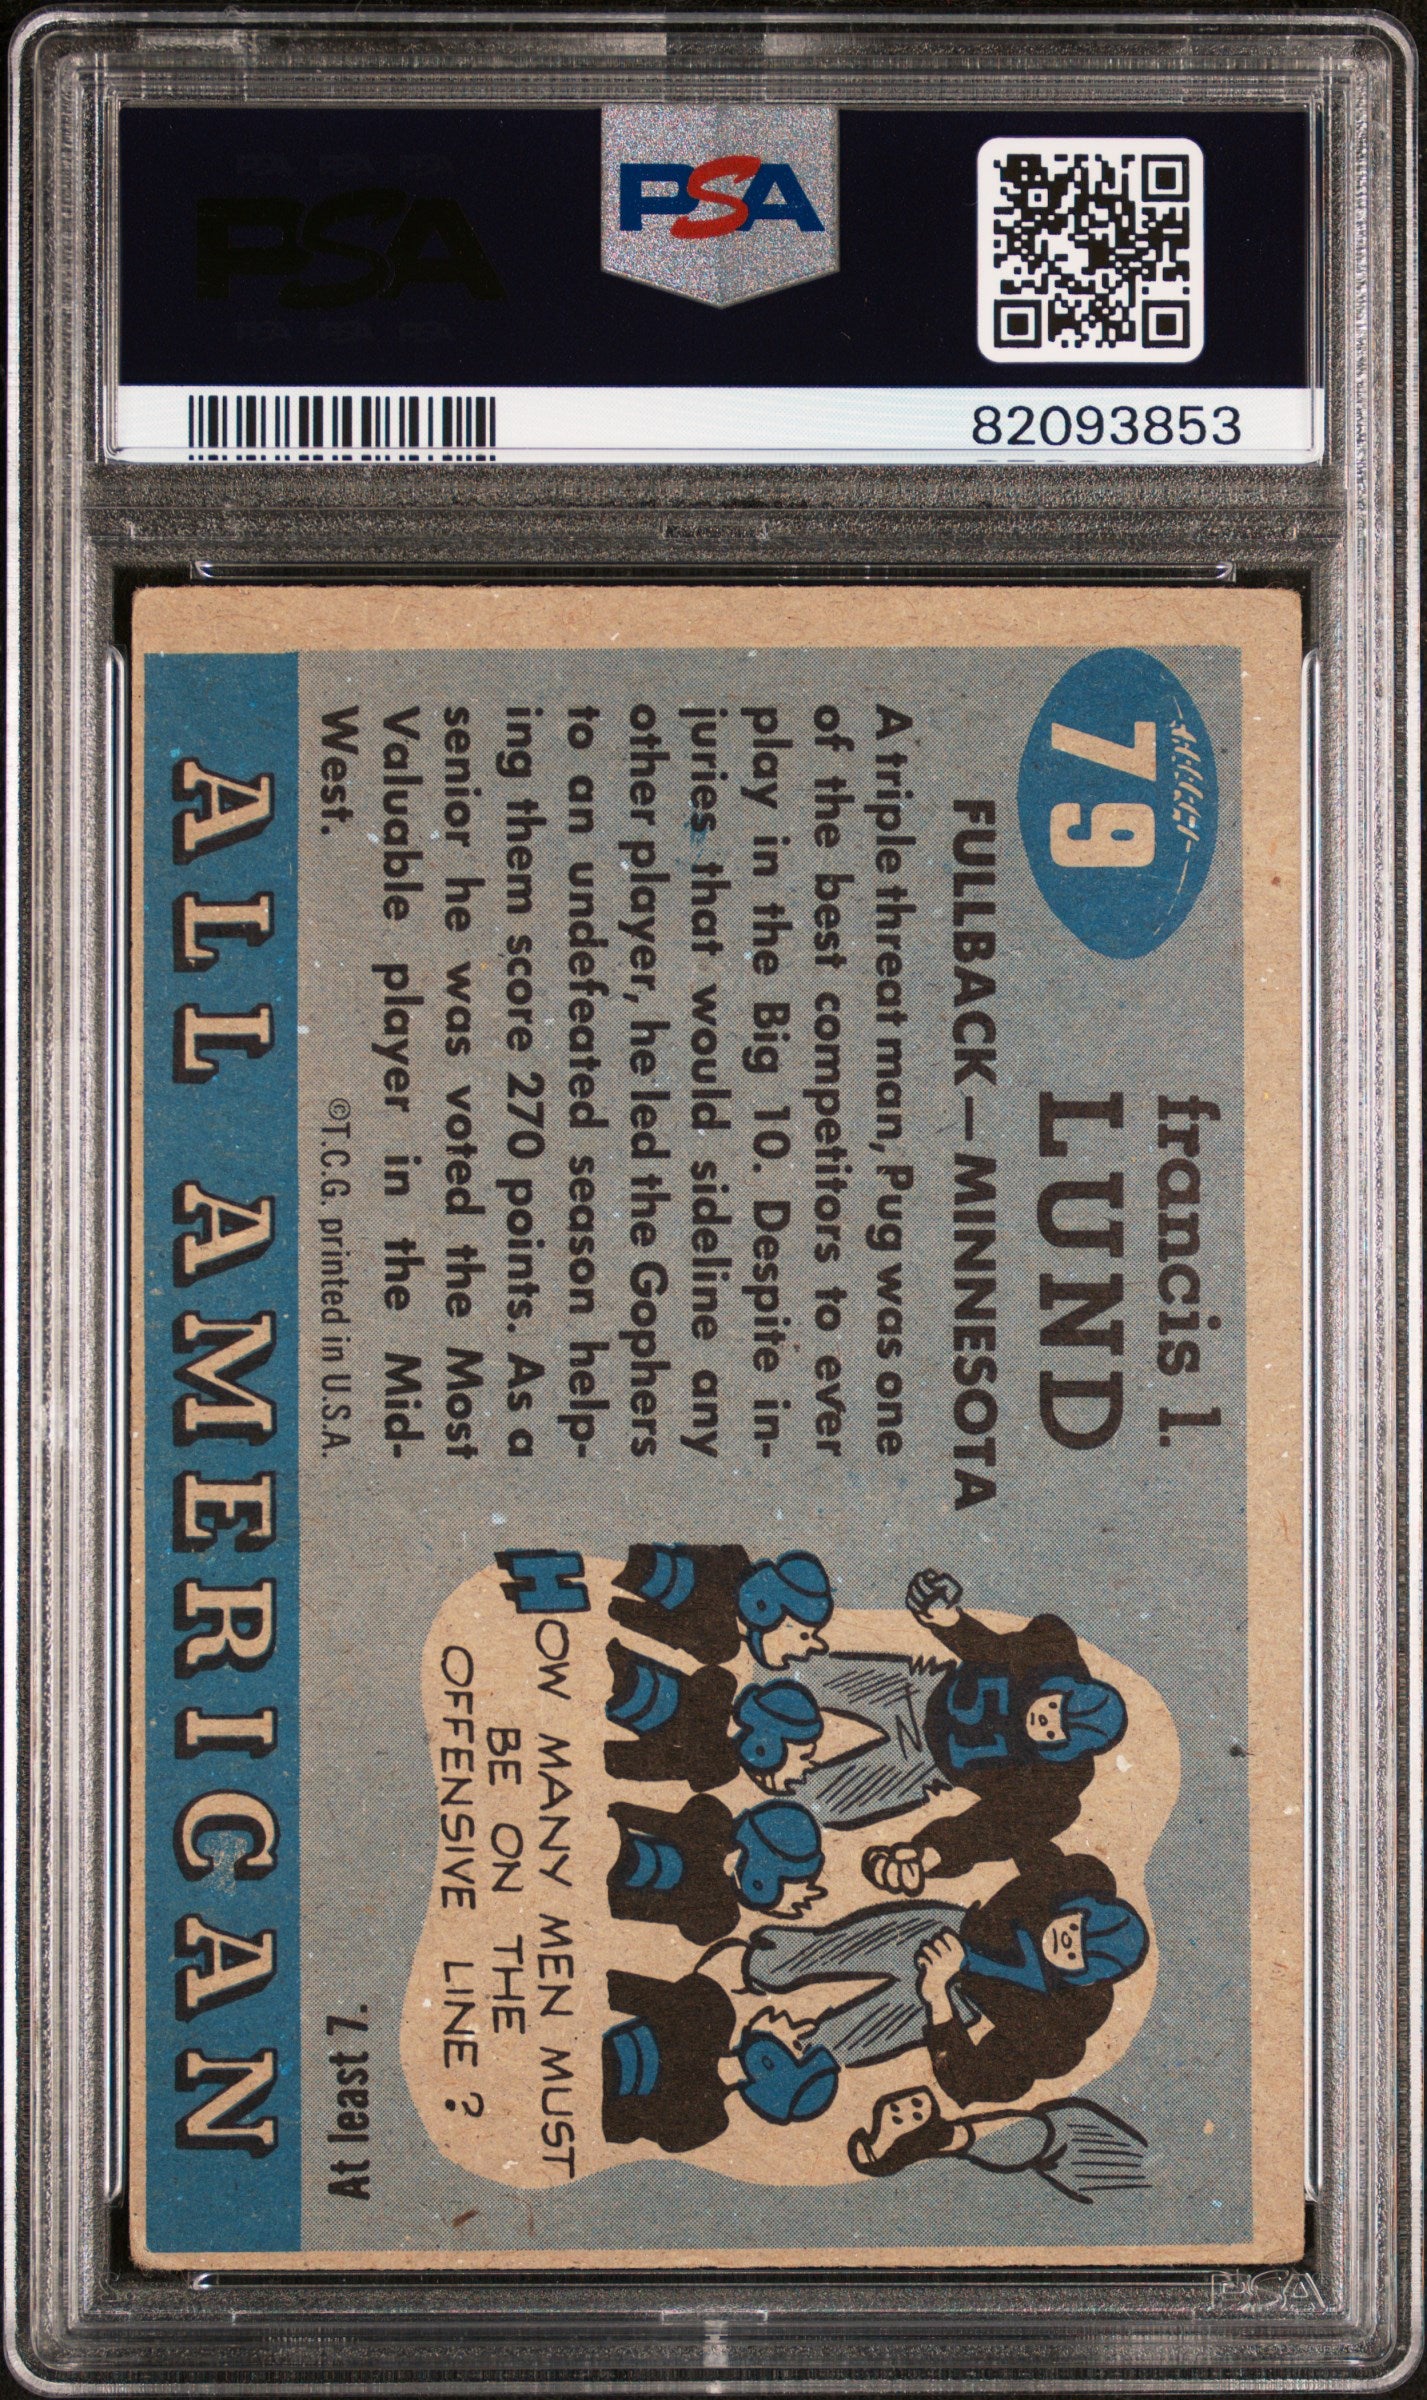 PSA
PSA
82093853
79
francis l.
LUND
FULLBACK—MINNESOTA
A triple threat man, Pug was one
of the best competitors to ever
play in the Big 10. Despite in-
juries that would sideline any
other player, he led the Gophers
to an undefeated season help-
ing them score 270 points. As a
senior he was voted the Most
Valuable player in the Mid-
West.
©T.C.G. printed in U.S.A.
51
7
HOW MANY MEN MUST
BE ON THE
OFFENSIVE LINE?
At least 7.
ALL AMERICAN
PSA